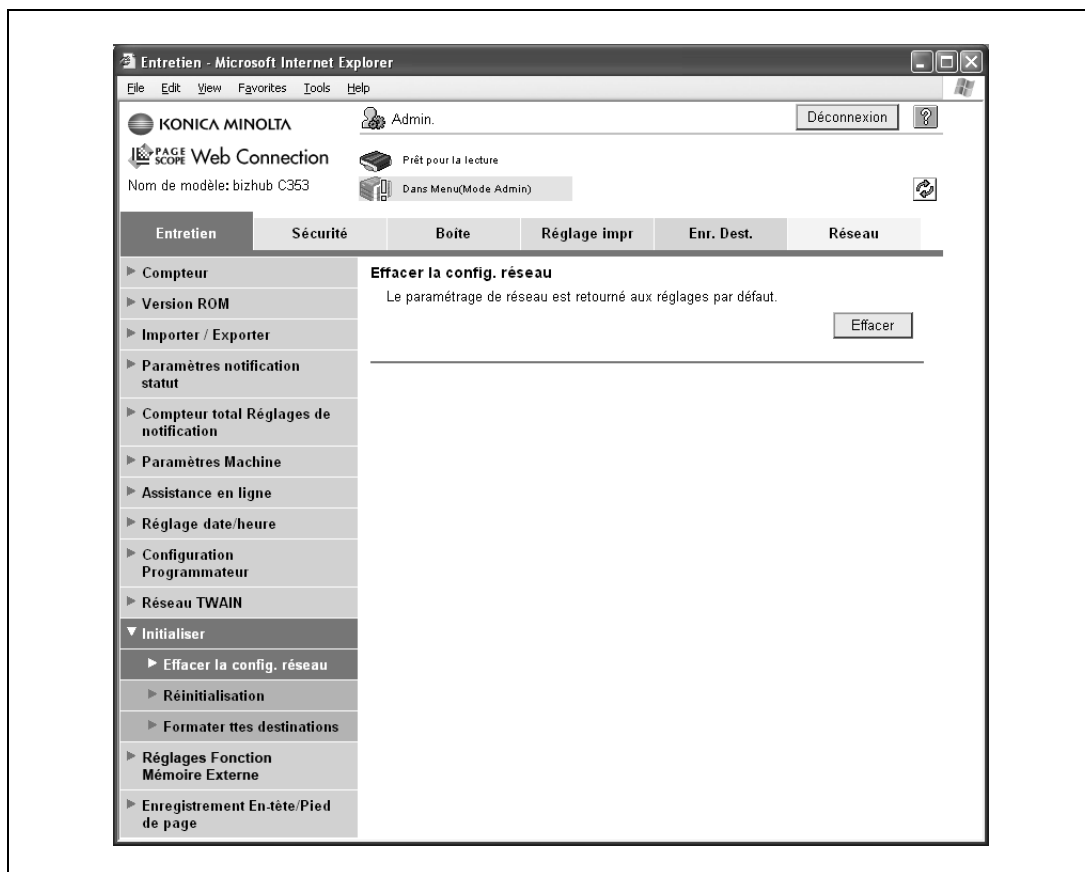 Entretien - Microsoft Internet Explorer
File Edit View Favorites Tools Help
KONICA MINOLTA
Admin.
Déconnexion
?
PAGE SCOPE Web Connection
Prêt pour la lecture
Nom de modèle: bizhub C353
Dans Menu(Mode Admin)
Entretien Sécurité Boîte Réglage impr Enr. Dest. Réseau
Compteur
Version ROM
Importer / Exporter
Paramètres notification
statut
Compteur total Réglages de
notification
Paramètres Machine
Assistance en ligne
Réglage date/heure
Configuration
Programmateur
Réseau TWAIN
Initialiser
Effacer la config. réseau
Réinitialisation
Formater ttes destinations
Réglages Fonction
Mémoire Externe
Enregistrement En-tête/Pied
de page
Effacer la config. réseau
Le paramétrage de réseau est retourné aux réglages par défaut.
Effacer